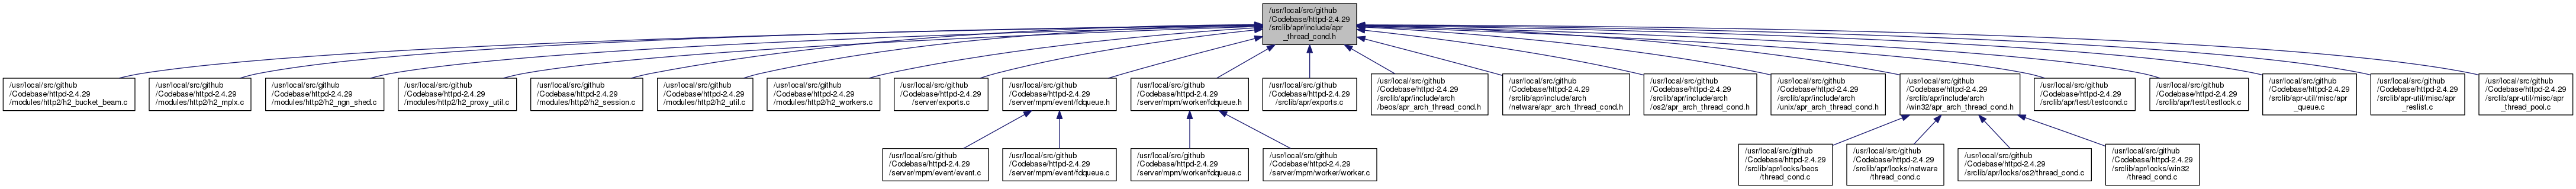 /usr/local/src/github
/Codebase/httpd-2.4.29
/srclib/apr/include/apr
_thread_cond.h
/usr/local/src/github
/Codebase/httpd-2.4.29
/modules/http2/h2_bucket_beam.c
/usr/local/src/github
/Codebase/httpd-2.4.29
/modules/http2/h2_mplx.c
/usr/local/src/github
/Codebase/httpd-2.4.29
/modules/http2/h2_ngn_shed.c
/usr/local/src/github
/Codebase/httpd-2.4.29
/modules/http2/h2_proxy_util.c
/usr/local/src/github
/Codebase/httpd-2.4.29
/modules/http2/h2_session.c
/usr/local/src/github
/Codebase/httpd-2.4.29
/modules/http2/h2_util.c
/usr/local/src/github
/Codebase/httpd-2.4.29
/modules/http2/h2_workers.c
/usr/local/src/github
/Codebase/httpd-2.4.29
/server/exports.c
/usr/local/src/github
/Codebase/httpd-2.4.29
/server/mpm/event/fdqueue.h
/usr/local/src/github
/Codebase/httpd-2.4.29
/server/mpm/worker/fdqueue.h
/usr/local/src/github
/Codebase/httpd-2.4.29
/srclib/apr/exports.c
/usr/local/src/github
/Codebase/httpd-2.4.29
/srclib/apr/include/arch
/beos/apr_arch_thread_cond.h
/usr/local/src/github
/Codebase/httpd-2.4.29
/srclib/apr/include/arch
/netware/apr_arch_thread_cond.h
/usr/local/src/github
/Codebase/httpd-2.4.29
/srclib/apr/include/arch
/os2/apr_arch_thread_cond.h
/usr/local/src/github
/Codebase/httpd-2.4.29
/srclib/apr/include/arch
/unix/apr_arch_thread_cond.h
/usr/local/src/github
/Codebase/httpd-2.4.29
/srclib/apr/include/arch
/win32/apr_arch_thread_cond.h
/usr/local/src/github
/Codebase/httpd-2.4.29
/srclib/apr/test/testcond.c
/usr/local/src/github
/Codebase/httpd-2.4.29
/srclib/apr/test/testlock.c
/usr/local/src/github
/Codebase/httpd-2.4.29
/srclib/apr-util/misc/apr
_queue.c
/usr/local/src/github
/Codebase/httpd-2.4.29
/srclib/apr-util/misc/apr
_reslist.c
/usr/local/src/github
/Codebase/httpd-2.4.29
/srclib/apr-util/misc/apr
_thread_pool.c
/usr/local/src/github
/Codebase/httpd-2.4.29
/server/mpm/event/event.c
/usr/local/src/github
/Codebase/httpd-2.4.29
/server/mpm/event/fdqueue.c
/usr/local/src/github
/Codebase/httpd-2.4.29
/server/mpm/worker/fdqueue.c
/usr/local/src/github
/Codebase/httpd-2.4.29
/server/mpm/worker/worker.c
/usr/local/src/github
/Codebase/httpd-2.4.29
/srclib/apr/locks/beos
/thread_cond.c
/usr/local/src/github
/Codebase/httpd-2.4.29
/srclib/apr/locks/netware
/thread_cond.c
/usr/local/src/github
/Codebase/httpd-2.4.29
/srclib/apr/locks/os2/thread_cond.c
/usr/local/src/github
/Codebase/httpd-2.4.29
/srclib/apr/locks/win32
/thread_cond.c